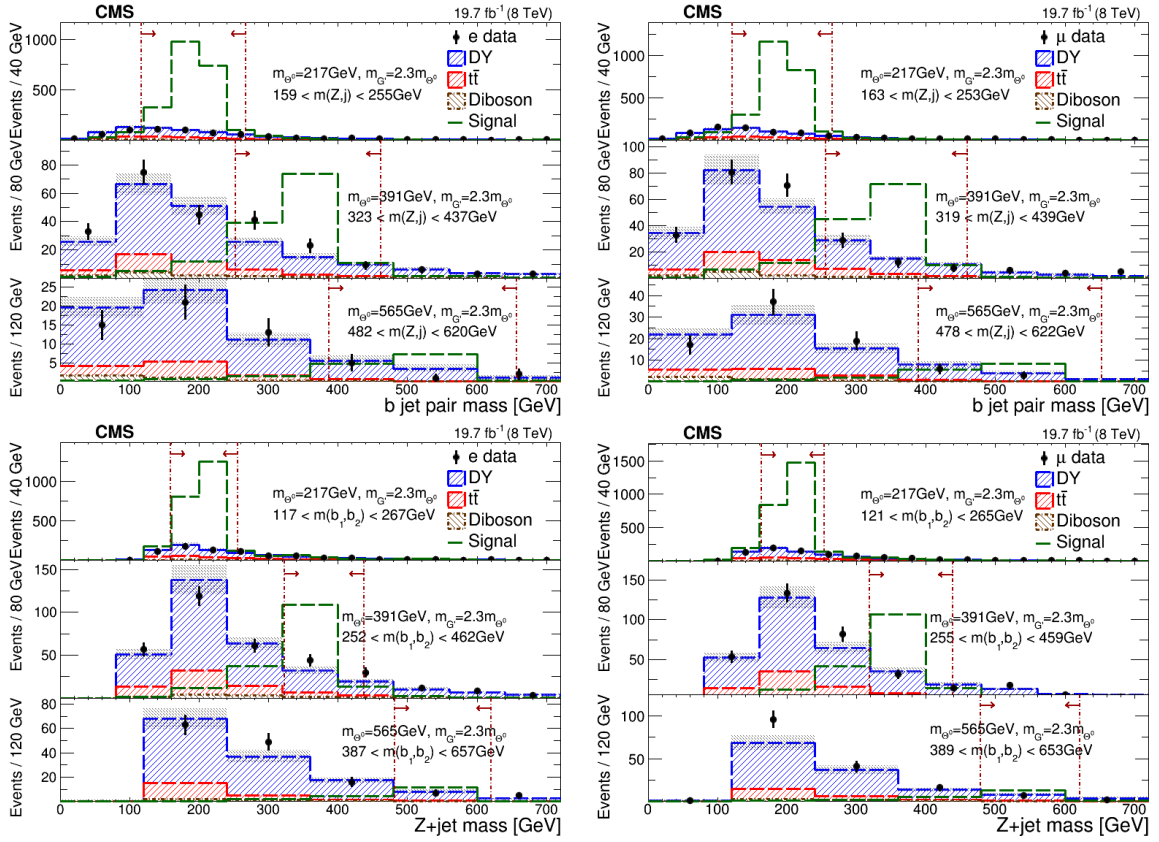 CMS 19.7 fb⁻¹ (8 TeV)
Events / 40 GeV
1000
500
e data
DY
tt̄
Diboson
Signal
m_Θ⁰=217GeV, m_G'=2.3m_Θ⁰
159 < m(Z,j) < 255GeV
Events / 80 GeV
80
60
40
20
m_Θ⁰=391GeV, m_G'=2.3m_Θ⁰
323 < m(Z,j) < 437GeV
Events / 120 GeV
25
20
15
10
5
m_Θ⁰=565GeV, m_G'=2.3m_Θ⁰
482 < m(Z,j) < 620GeV
0 100 200 300 400 500 600 700
b jet pair mass [GeV]
CMS 19.7 fb⁻¹ (8 TeV)
Events / 40 GeV
1000
500
μ data
DY
tt̄
Diboson
Signal
m_Θ⁰=217GeV, m_G'=2.3m_Θ⁰
163 < m(Z,j) < 253GeV
Events / 80 GeV
100
80
60
40
20
m_Θ⁰=391GeV, m_G'=2.3m_Θ⁰
319 < m(Z,j) < 439GeV
Events / 120 GeV
40
30
20
10
m_Θ⁰=565GeV, m_G'=2.3m_Θ⁰
478 < m(Z,j) < 622GeV
0 100 200 300 400 500 600 700
b jet pair mass [GeV]
CMS 19.7 fb⁻¹ (8 TeV)
Events / 40 GeV
1000
500
e data
DY
tt̄
Diboson
Signal
m_Θ⁰=217GeV, m_G'=2.3m_Θ⁰
117 < m(b₁,b₂) < 267GeV
Events / 80 GeV
150
100
50
m_Θ⁰=391GeV, m_G'=2.3m_Θ⁰
252 < m(b₁,b₂) < 462GeV
Events / 120 GeV
80
60
40
20
m_Θ⁰=565GeV, m_G'=2.3m_Θ⁰
387 < m(b₁,b₂) < 657GeV
0 100 200 300 400 500 600 700
Z+jet mass [GeV]
CMS 19.7 fb⁻¹ (8 TeV)
Events / 40 GeV
1500
1000
500
μ data
DY
tt̄
Diboson
Signal
m_Θ⁰=217GeV, m_G'=2.3m_Θ⁰
121 < m(b₁,b₂) < 265GeV
Events / 80 GeV
150
100
50
m_Θ⁰=391GeV, m_G'=2.3m_Θ⁰
255 < m(b₁,b₂) < 459GeV
Events / 120 GeV
100
50
m_Θ⁰=565GeV, m_G'=2.3m_Θ⁰
389 < m(b₁,b₂) < 653GeV
0 100 200 300 400 500 600 700
Z+jet mass [GeV]